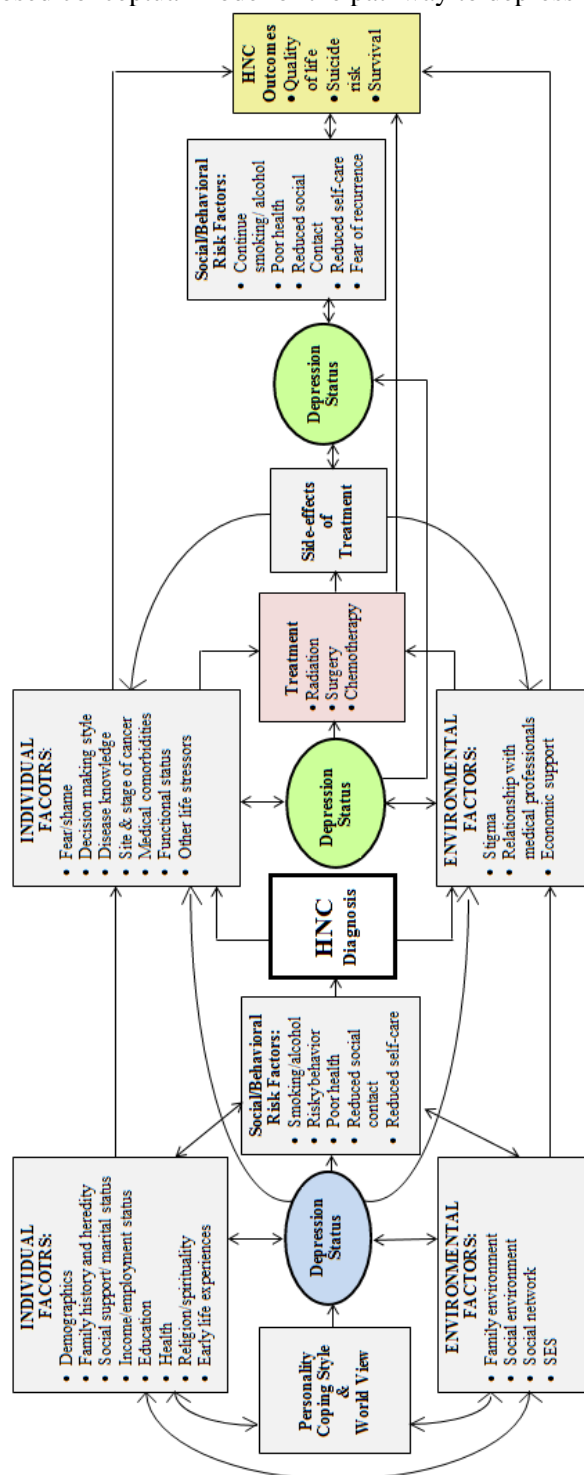 osed conceptual model of the pathway to depress
INDIVIDUAL
FACOTRS:
• Demographics
• Family history and heredity
• Social support/ marital status
• Income/employment status
• Education
• Health
• Religion/spirituality
• Early life experiences
Personality
Coping Style
&
World View
Depression
Status
ENVIRONMENTAL
FACTORS:
• Family environment
• Social environment
• Social network
• SES
Social/Behavioral
Risk Factors:
• Smoking/alcohol
• Risky behavior
• Poor health
• Reduced social
contact
• Reduced self-care
HNC
Diagnosis
INDIVIDUAL
FACOTRS:
• Fear/shame
• Decision making style
• Disease knowledge
• Site & stage of cancer
• Medical comorbidities
• Functional status
• Other life stressors
Depression
Status
ENVIRONMENTAL
FACTORS:
• Stigma
• Relationship with
medical professionals
• Economic support
Treatment
• Radiation
• Surgery
• Chemotherapy
Side-effects
of
Treatment
Depression
Status
Social/Behavioral
Risk Factors:
• Continue
smoking/ alcohol
• Poor health
• Reduced social
Contact
• Reduced self-care
• Fear of recurrence
HNC
Outcomes
• Quality
of life
• Suicide
risk
• Survival